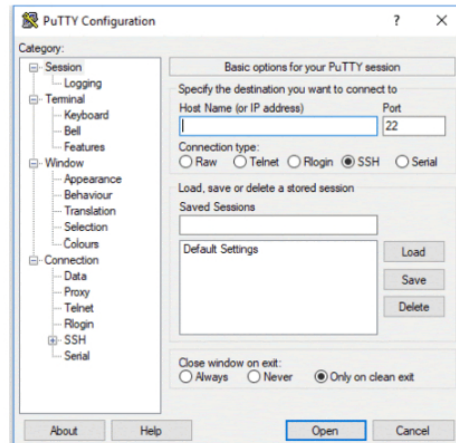 PuTTY Configuration
? ×
Category:
Session
Logging
Terminal
Keyboard
Bell
Features
Window
Appearance
Behaviour
Translation
Selection
Colours
Connection
Data
Proxy
Telnet
Rlogin
SSH
Serial
Basic options for your PuTTY session
Specify the destination you want to connect to
Host Name (or IP address) Port
22
Connection type:
Raw Telnet Rlogin SSH Serial
Load, save or delete a stored session
Saved Sessions
Default Settings
Load
Save
Delete
Close window on exit:
Always Never Only on clean exit
About Help Open Cancel